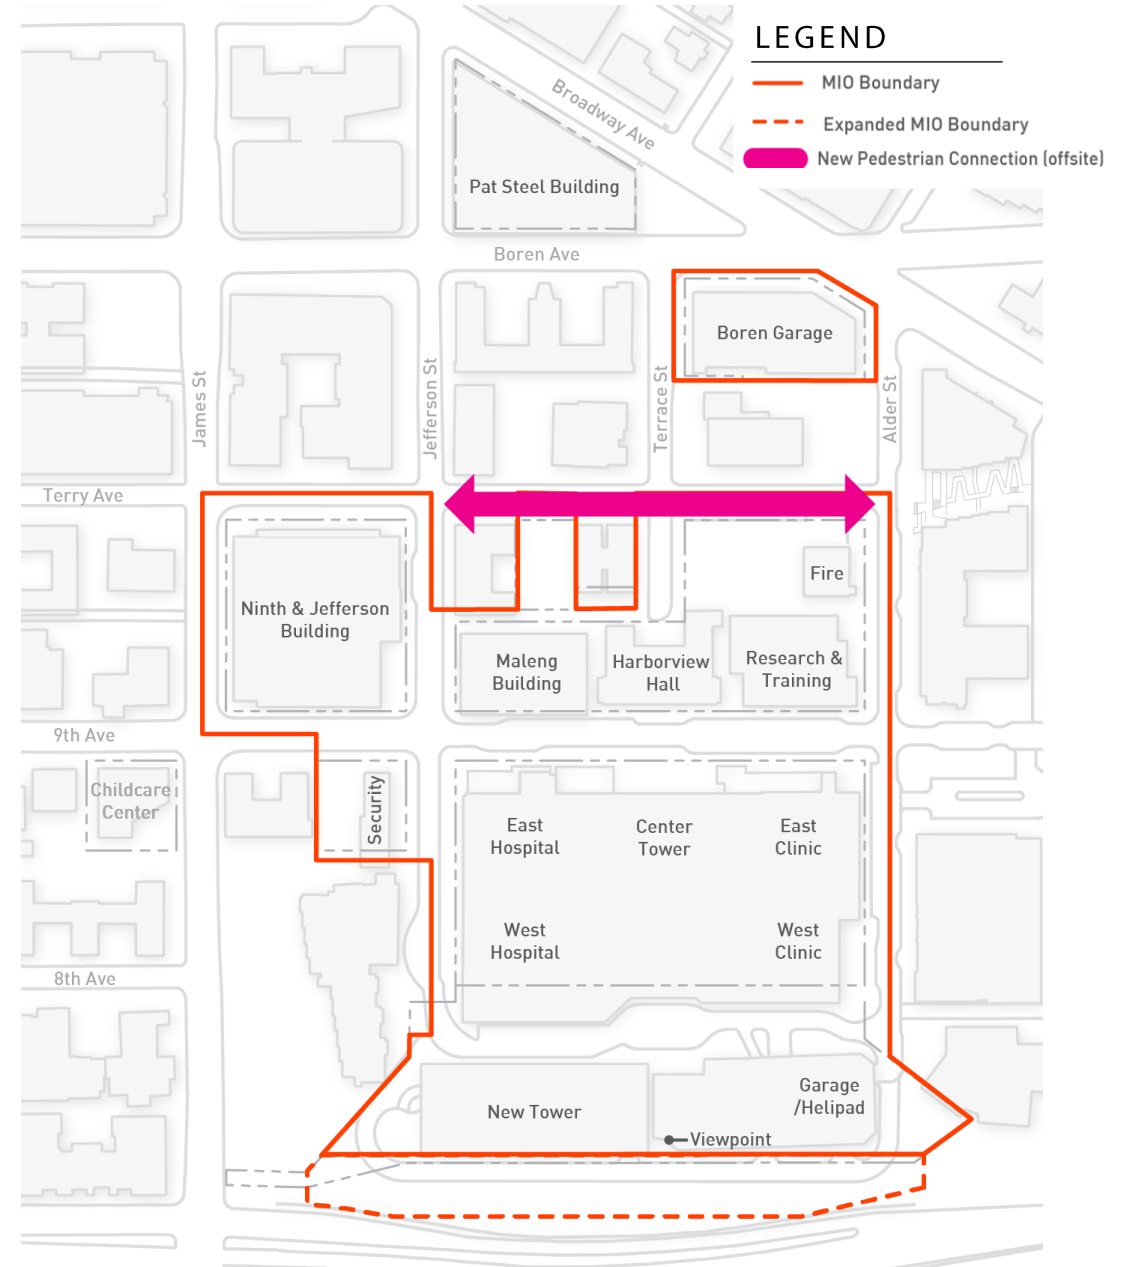 LEGEND
MIO Boundary
Expanded MIO Boundary
New Pedestrian Connection (offsite)
Broadway Ave
Pat Steel Building
Boren Ave
Boren Garage
James St
Jefferson St
Terrace St
Alder St
Terry Ave
Fire
Ninth & Jefferson
Building
Maleng
Building
Harborview
Hall
Research &
Training
9th Ave
Childcare
Center
Security
East
Hospital
Center
Tower
East
Clinic
West
Hospital
West
Clinic
8th Ave
New Tower
Garage
/Helipad
Viewpoint